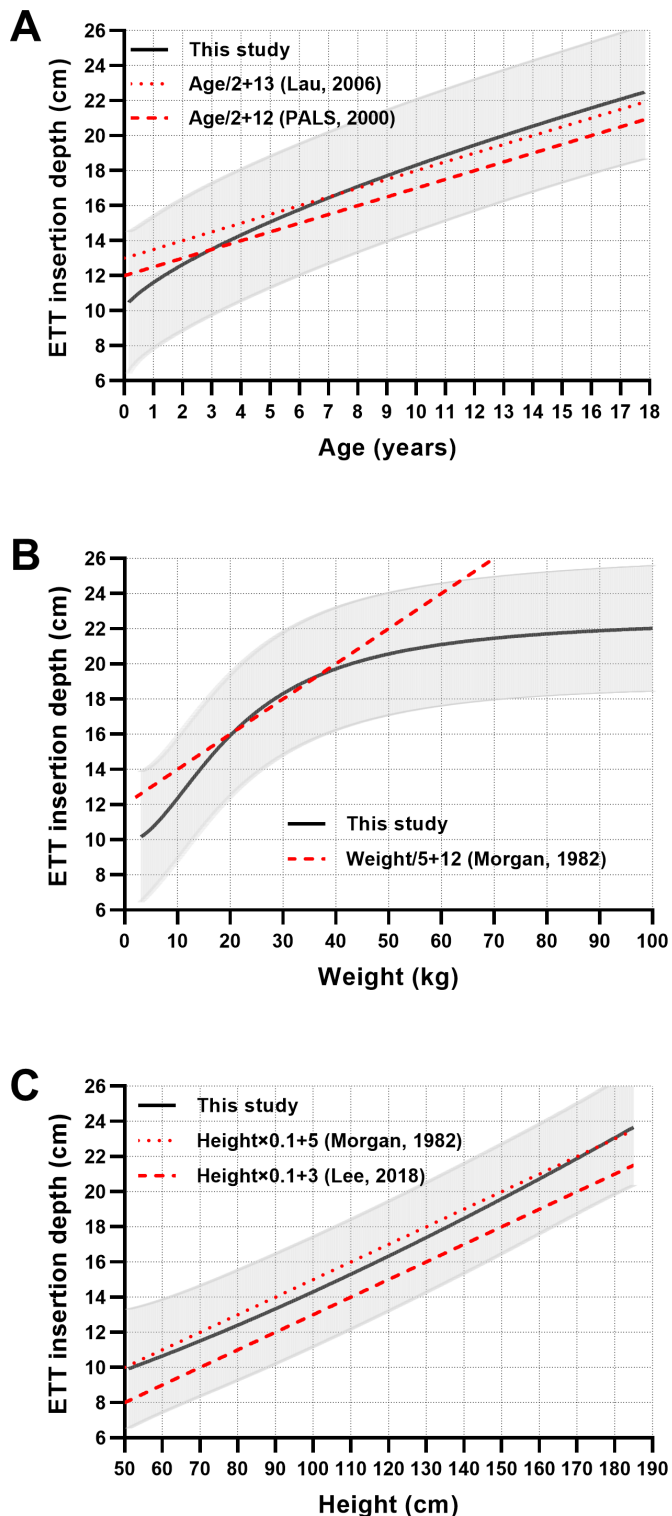 A
ETT insertion depth (cm)
26
24
22
20
18
16
14
12
10
8
6
This study
Age/2+13 (Lau, 2006)
Age/2+12 (PALS, 2000)
0 1 2 3 4 5 6 7 8 9 10 11 12 13 14 15 16 17 18
Age (years)
B
ETT insertion depth (cm)
26
24
22
20
18
16
14
12
10
8
6
This study
Weight/5+12 (Morgan, 1982)
0 10 20 30 40 50 60 70 80 90 100
Weight (kg)
C
ETT insertion depth (cm)
26
24
22
20
18
16
14
12
10
8
6
This study
Height×0.1+5 (Morgan, 1982)
Height×0.1+3 (Lee, 2018)
50 60 70 80 90 100 110 120 130 140 150 160 170 180 190
Height (cm)